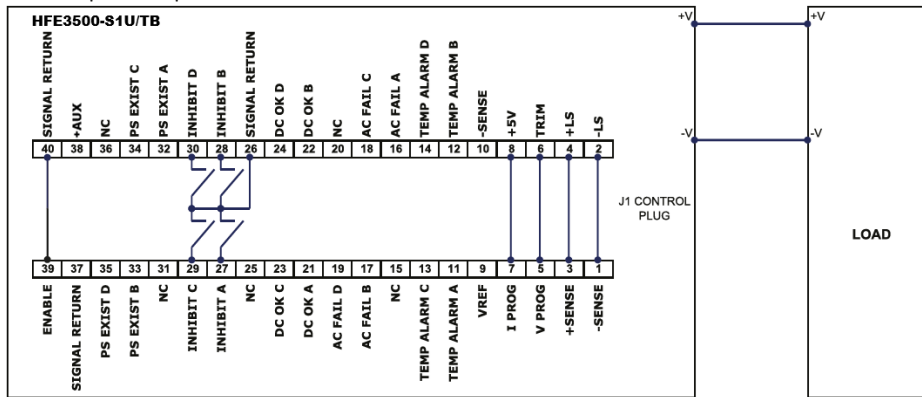 HFE3500-S1U/TB
+V
+V
SIGNAL RETURN
+AUX
NC
PS EXIST C
PS EXIST A
INHIBIT D
INHIBIT B
SIGNAL RETURN
DC OK D
DC OK B
NC
AC FAIL C
AC FAIL A
TEMP ALARM D
TEMP ALARM B
-SENSE
+5V
TRIM
+LS
-LS
-V
-V
40 38 36 34 32 30 28 26 24 22 20 18 16 14 12 10 8 6 4 2
J1 CONTROL
PLUG
LOAD
39 37 35 33 31 29 27 25 23 21 19 17 15 13 11 9 7 5 3 1
ENABLE
SIGNAL RETURN
PS EXIST D
PS EXIST B
NC
INHIBIT C
INHIBIT A
NC
DC OK C
DC OK A
AC FAIL D
AC FAIL B
NC
TEMP ALARM C
TEMP ALARM A
VREF
I PROG
V PROG
+SENSE
-SENSE